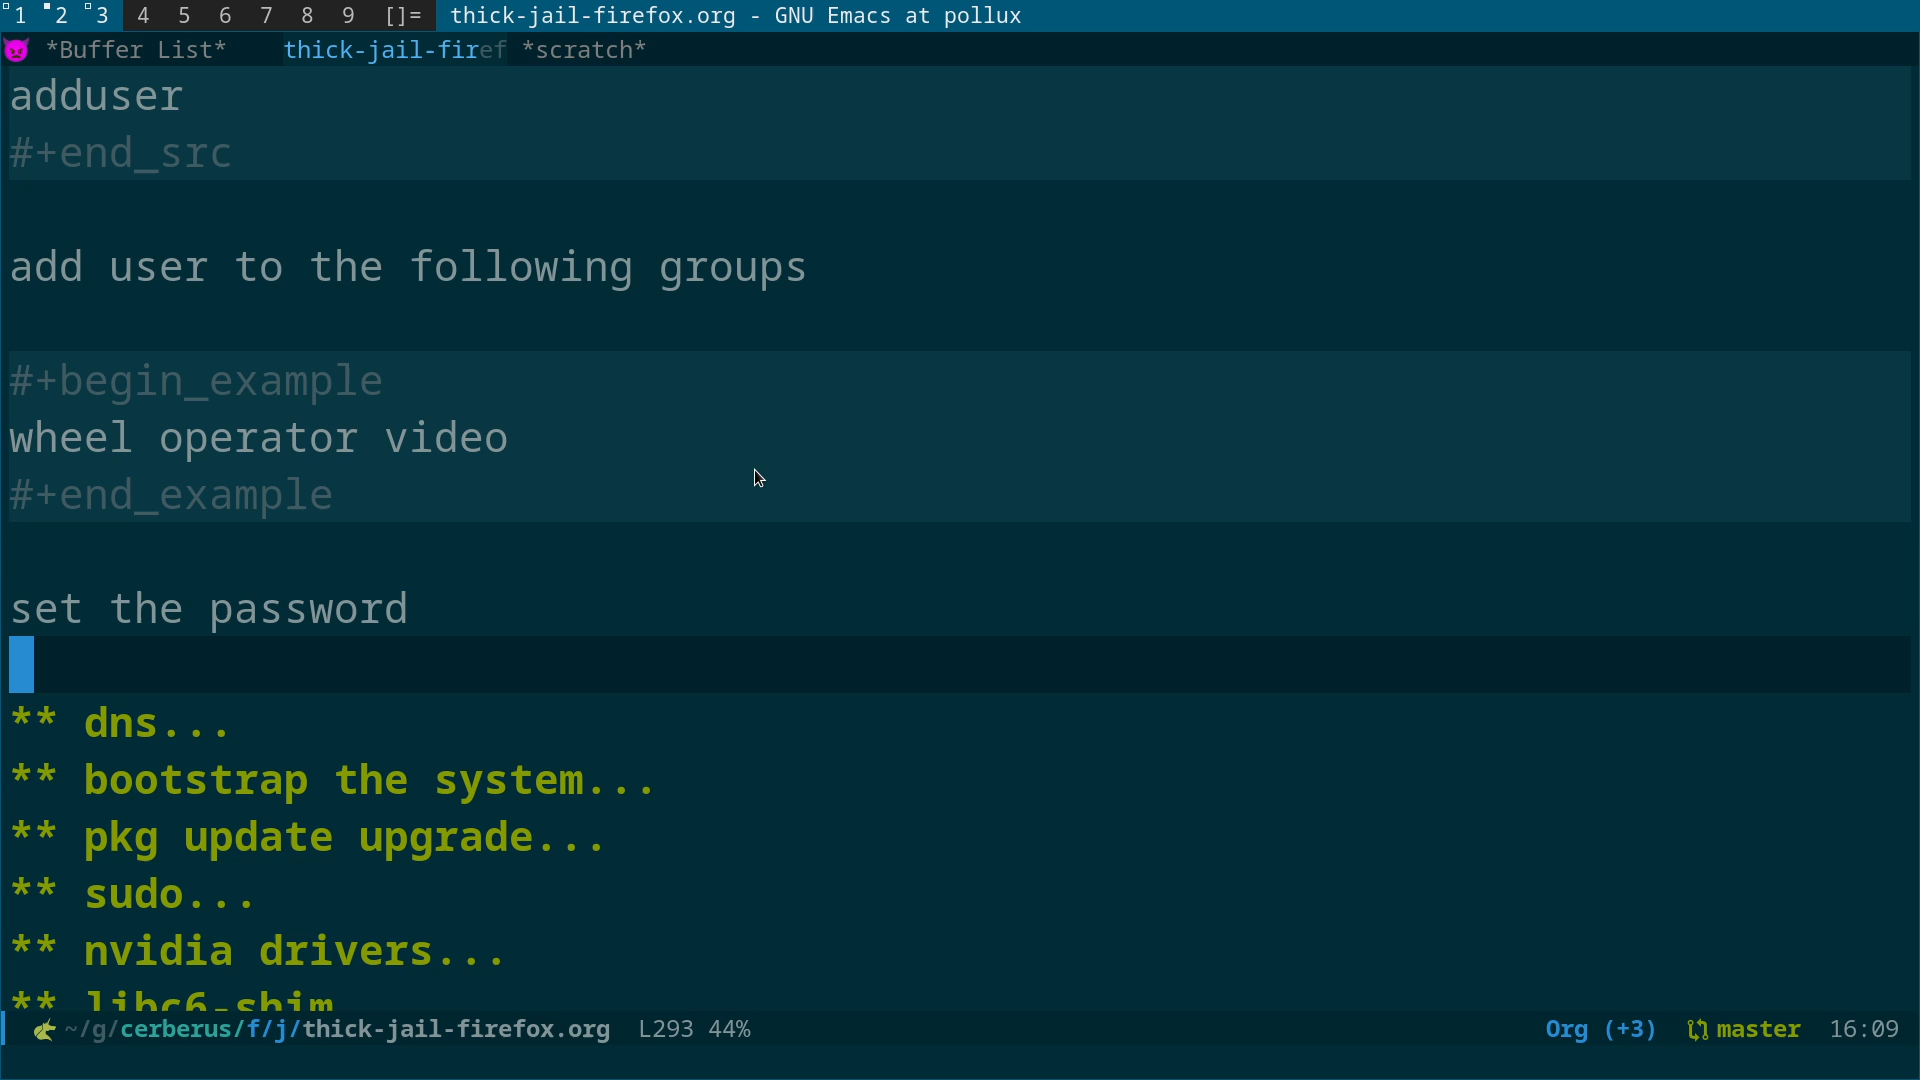 1 2 3 4 5 6 7 8 9 []= thick-jail-firefox.org - GNU Emacs at pollux
*Buffer List* thick-jail-firef *scratch*
adduser
#+end_src
add user to the following groups
#+begin_example
wheel operator video
#+end_example
set the password
** dns...
** bootstrap the system...
** pkg update upgrade...
** sudo...
** nvidia drivers...
** libc6-shim
~/g/cerberus/f/j/thick-jail-firefox.org L293 44% Org (+3) master 16:09